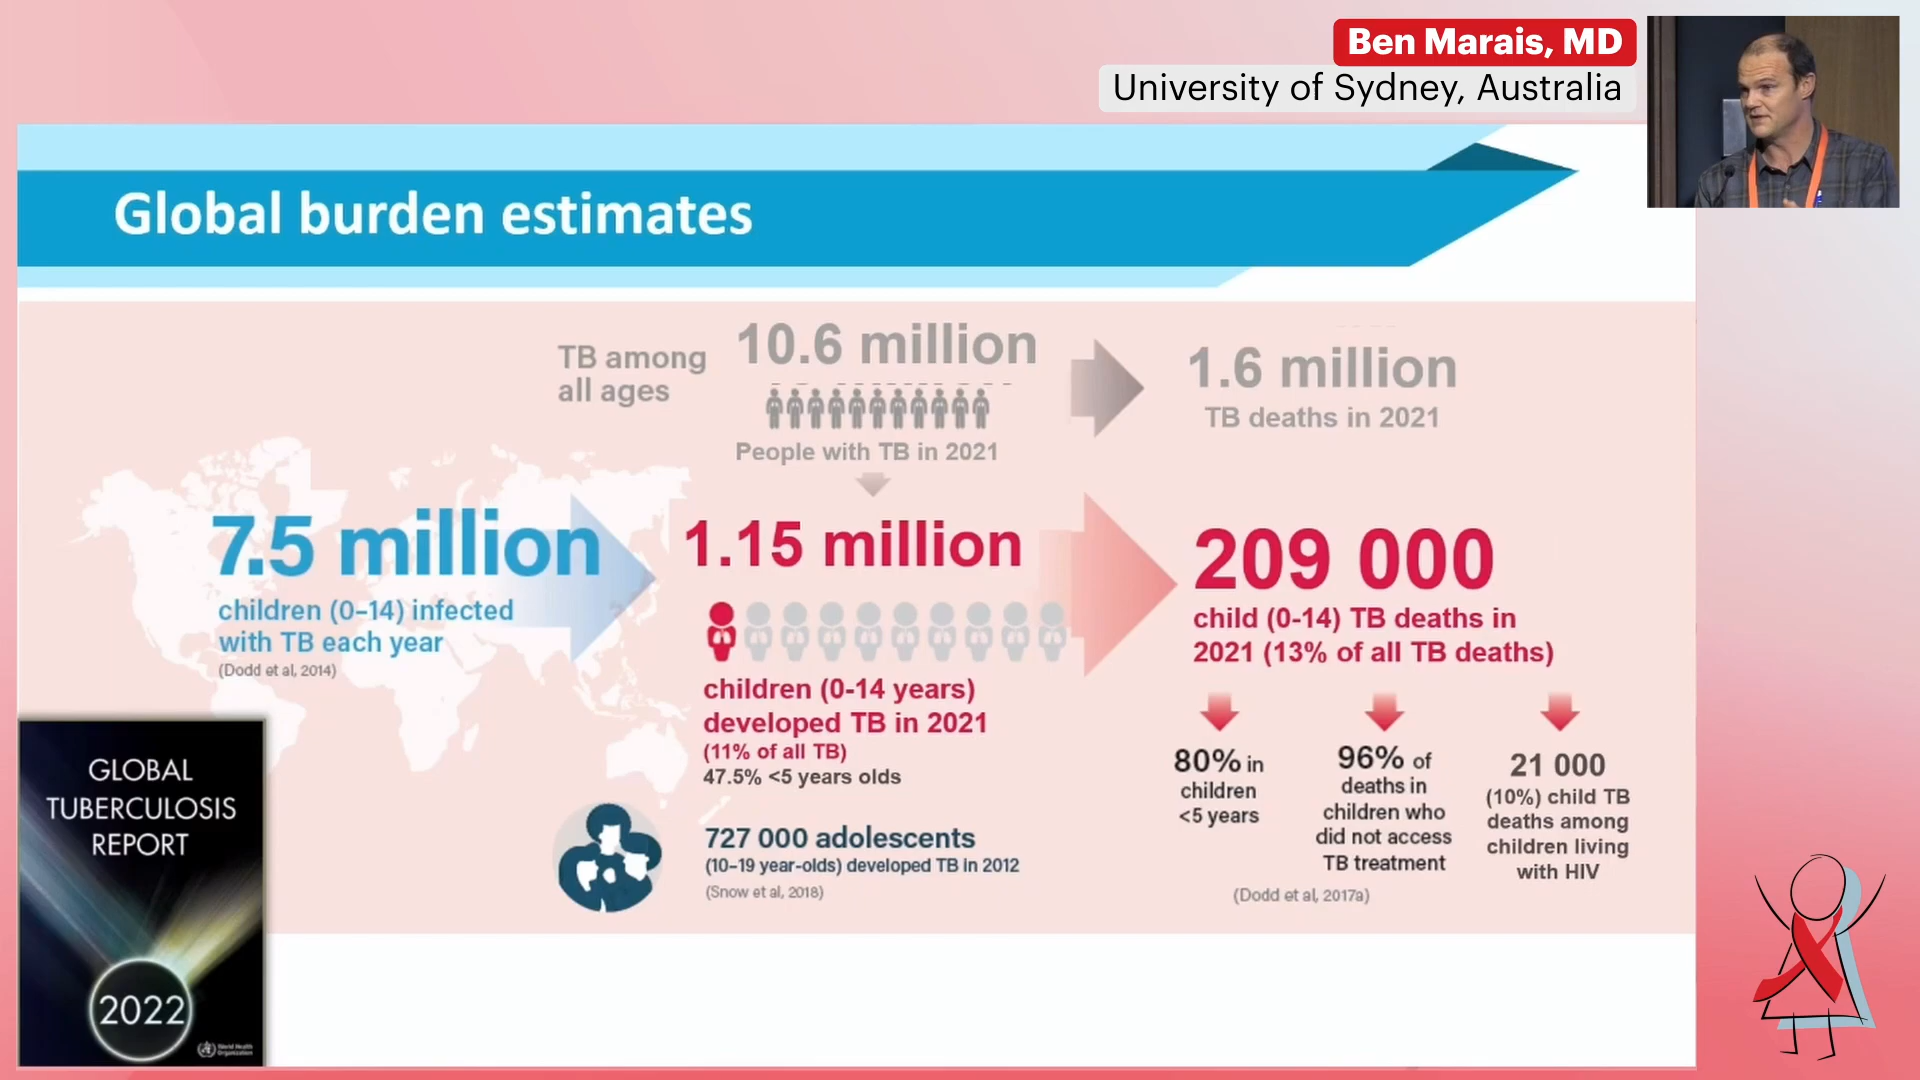 Ben Marais, MD
University of Sydney, Australia
Global burden estimates
TB among
all ages
10.6 million
People with TB in 2021
1.6 million
TB deaths in 2021
7.5 million
children (0–14) infected
with TB each year
(Dodd et al, 2014)
1.15 million
children (0-14 years)
developed TB in 2021
(11% of all TB)
47.5% <5 years olds
727 000 adolescents
(10–19 year-olds) developed TB in 2012
(Snow et al, 2018)
209 000
child (0-14) TB deaths in
2021 (13% of all TB deaths)
80% in
children
<5 years
96% of
deaths in
children who
did not access
TB treatment
(Dodd et al, 2017a)
21 000
(10%) child TB
deaths among
children living
with HIV
GLOBAL
TUBERCULOSIS
REPORT
2022
World Health
Organization